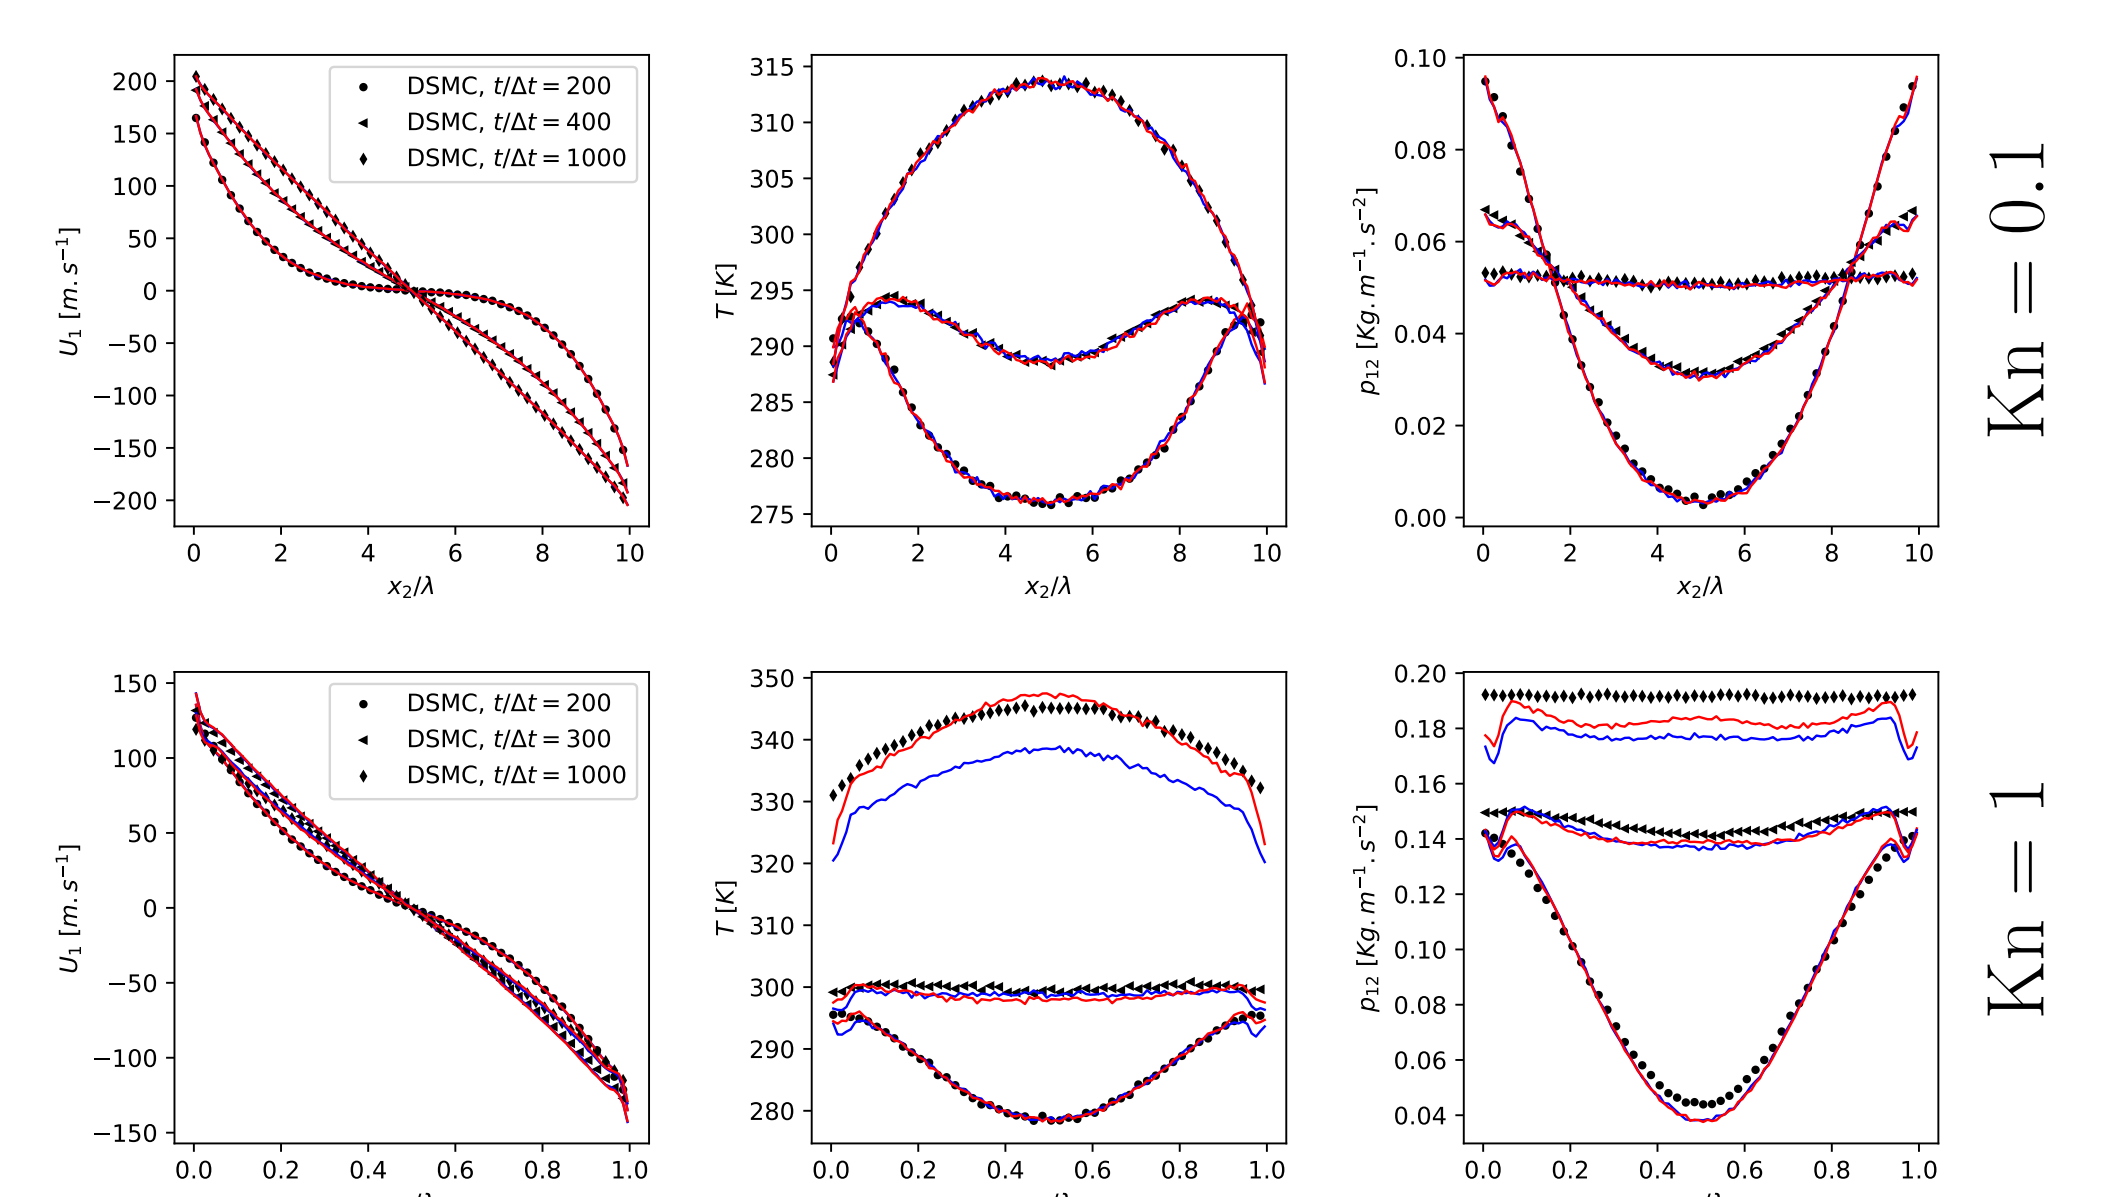 DSMC, t/Δt = 200
DSMC, t/Δt = 400
DSMC, t/Δt = 1000
200
150
100
50
0
−50
−100
−150
−200
U₁ [m.s⁻¹]
0 2 4 6 8 10
x₂/λ
315
310
305
300
295
290
285
280
275
T [K]
0 2 4 6 8 10
x₂/λ
0.10
0.08
0.06
0.04
0.02
0.00
p₁₂ [Kg.m⁻¹.s⁻²]
0 2 4 6 8 10
x₂/λ
Kn = 0.1
DSMC, t/Δt = 200
DSMC, t/Δt = 300
DSMC, t/Δt = 1000
150
100
50
0
−50
−100
−150
U₁ [m.s⁻¹]
0.0 0.2 0.4 0.6 0.8 1.0
350
340
330
320
310
300
290
280
T [K]
0.0 0.2 0.4 0.6 0.8 1.0
0.20
0.18
0.16
0.14
0.12
0.10
0.08
0.06
0.04
p₁₂ [Kg.m⁻¹.s⁻²]
0.0 0.2 0.4 0.6 0.8 1.0
Kn = 1